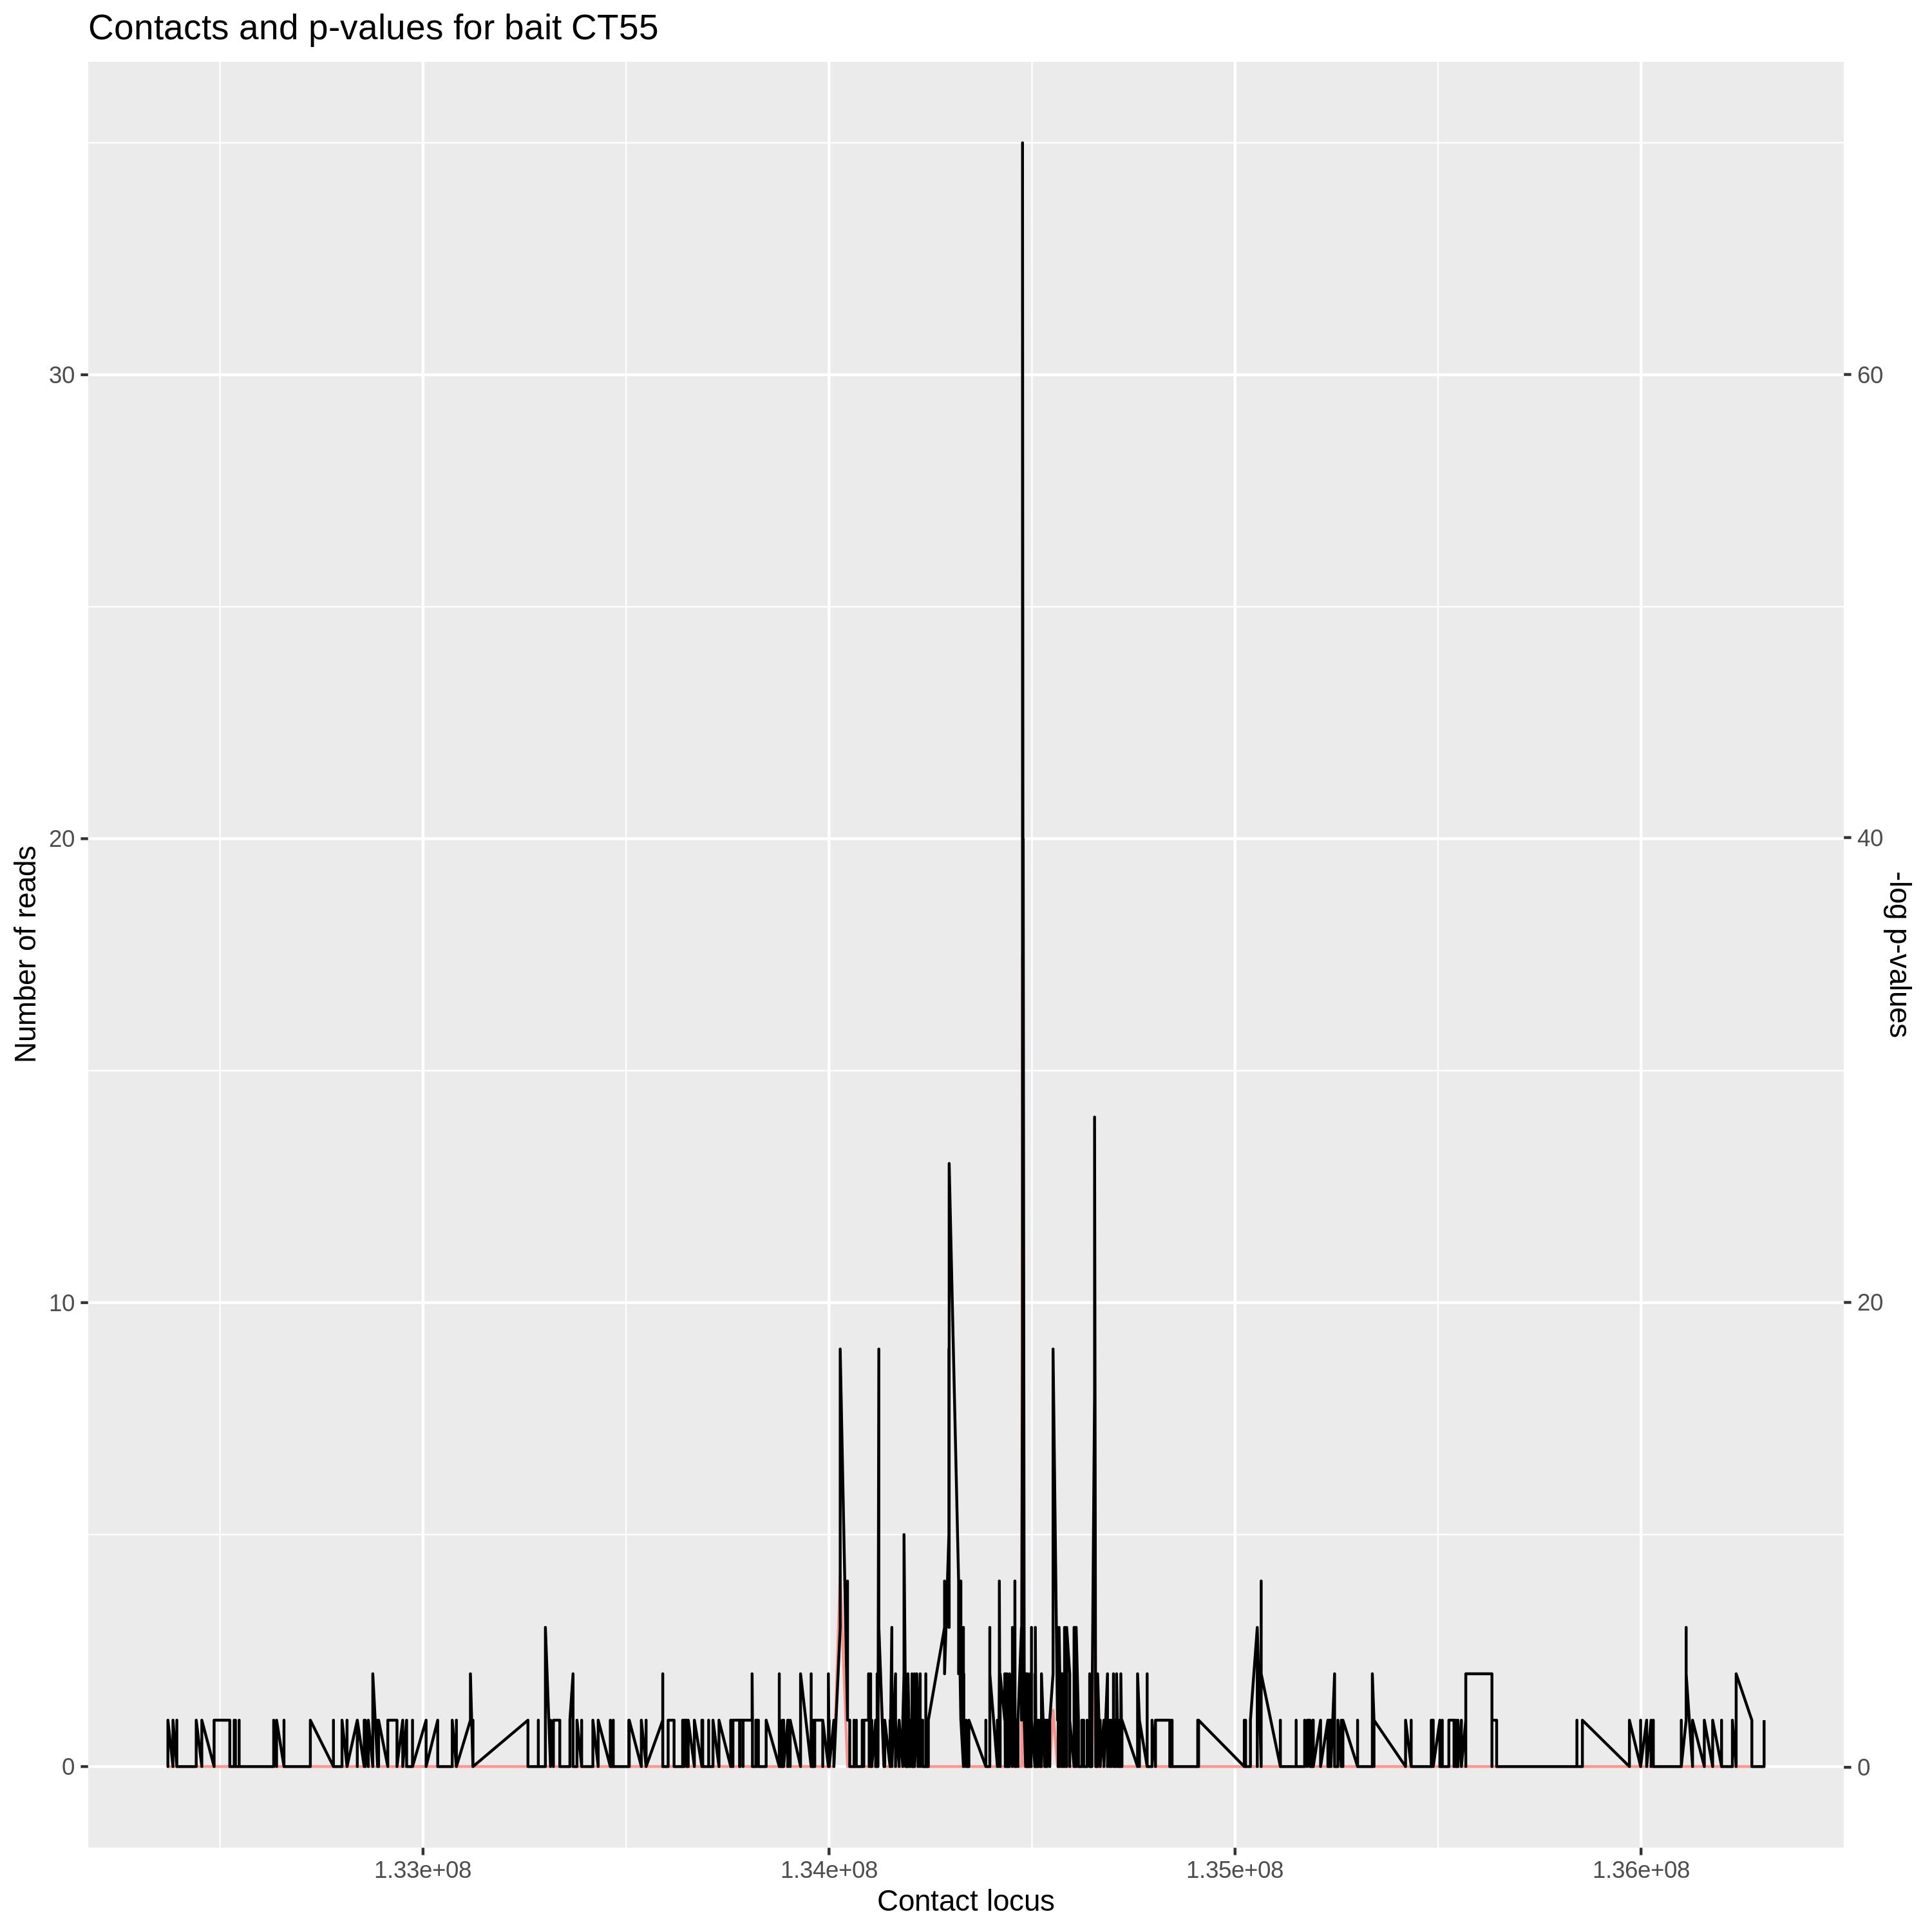 Contacts and p-values for bait CT55
Number of reads
30
20
10
0
60
40
20
0
-log p-values
1.33e+08
1.34e+08
1.35e+08
1.36e+08
Contact locus